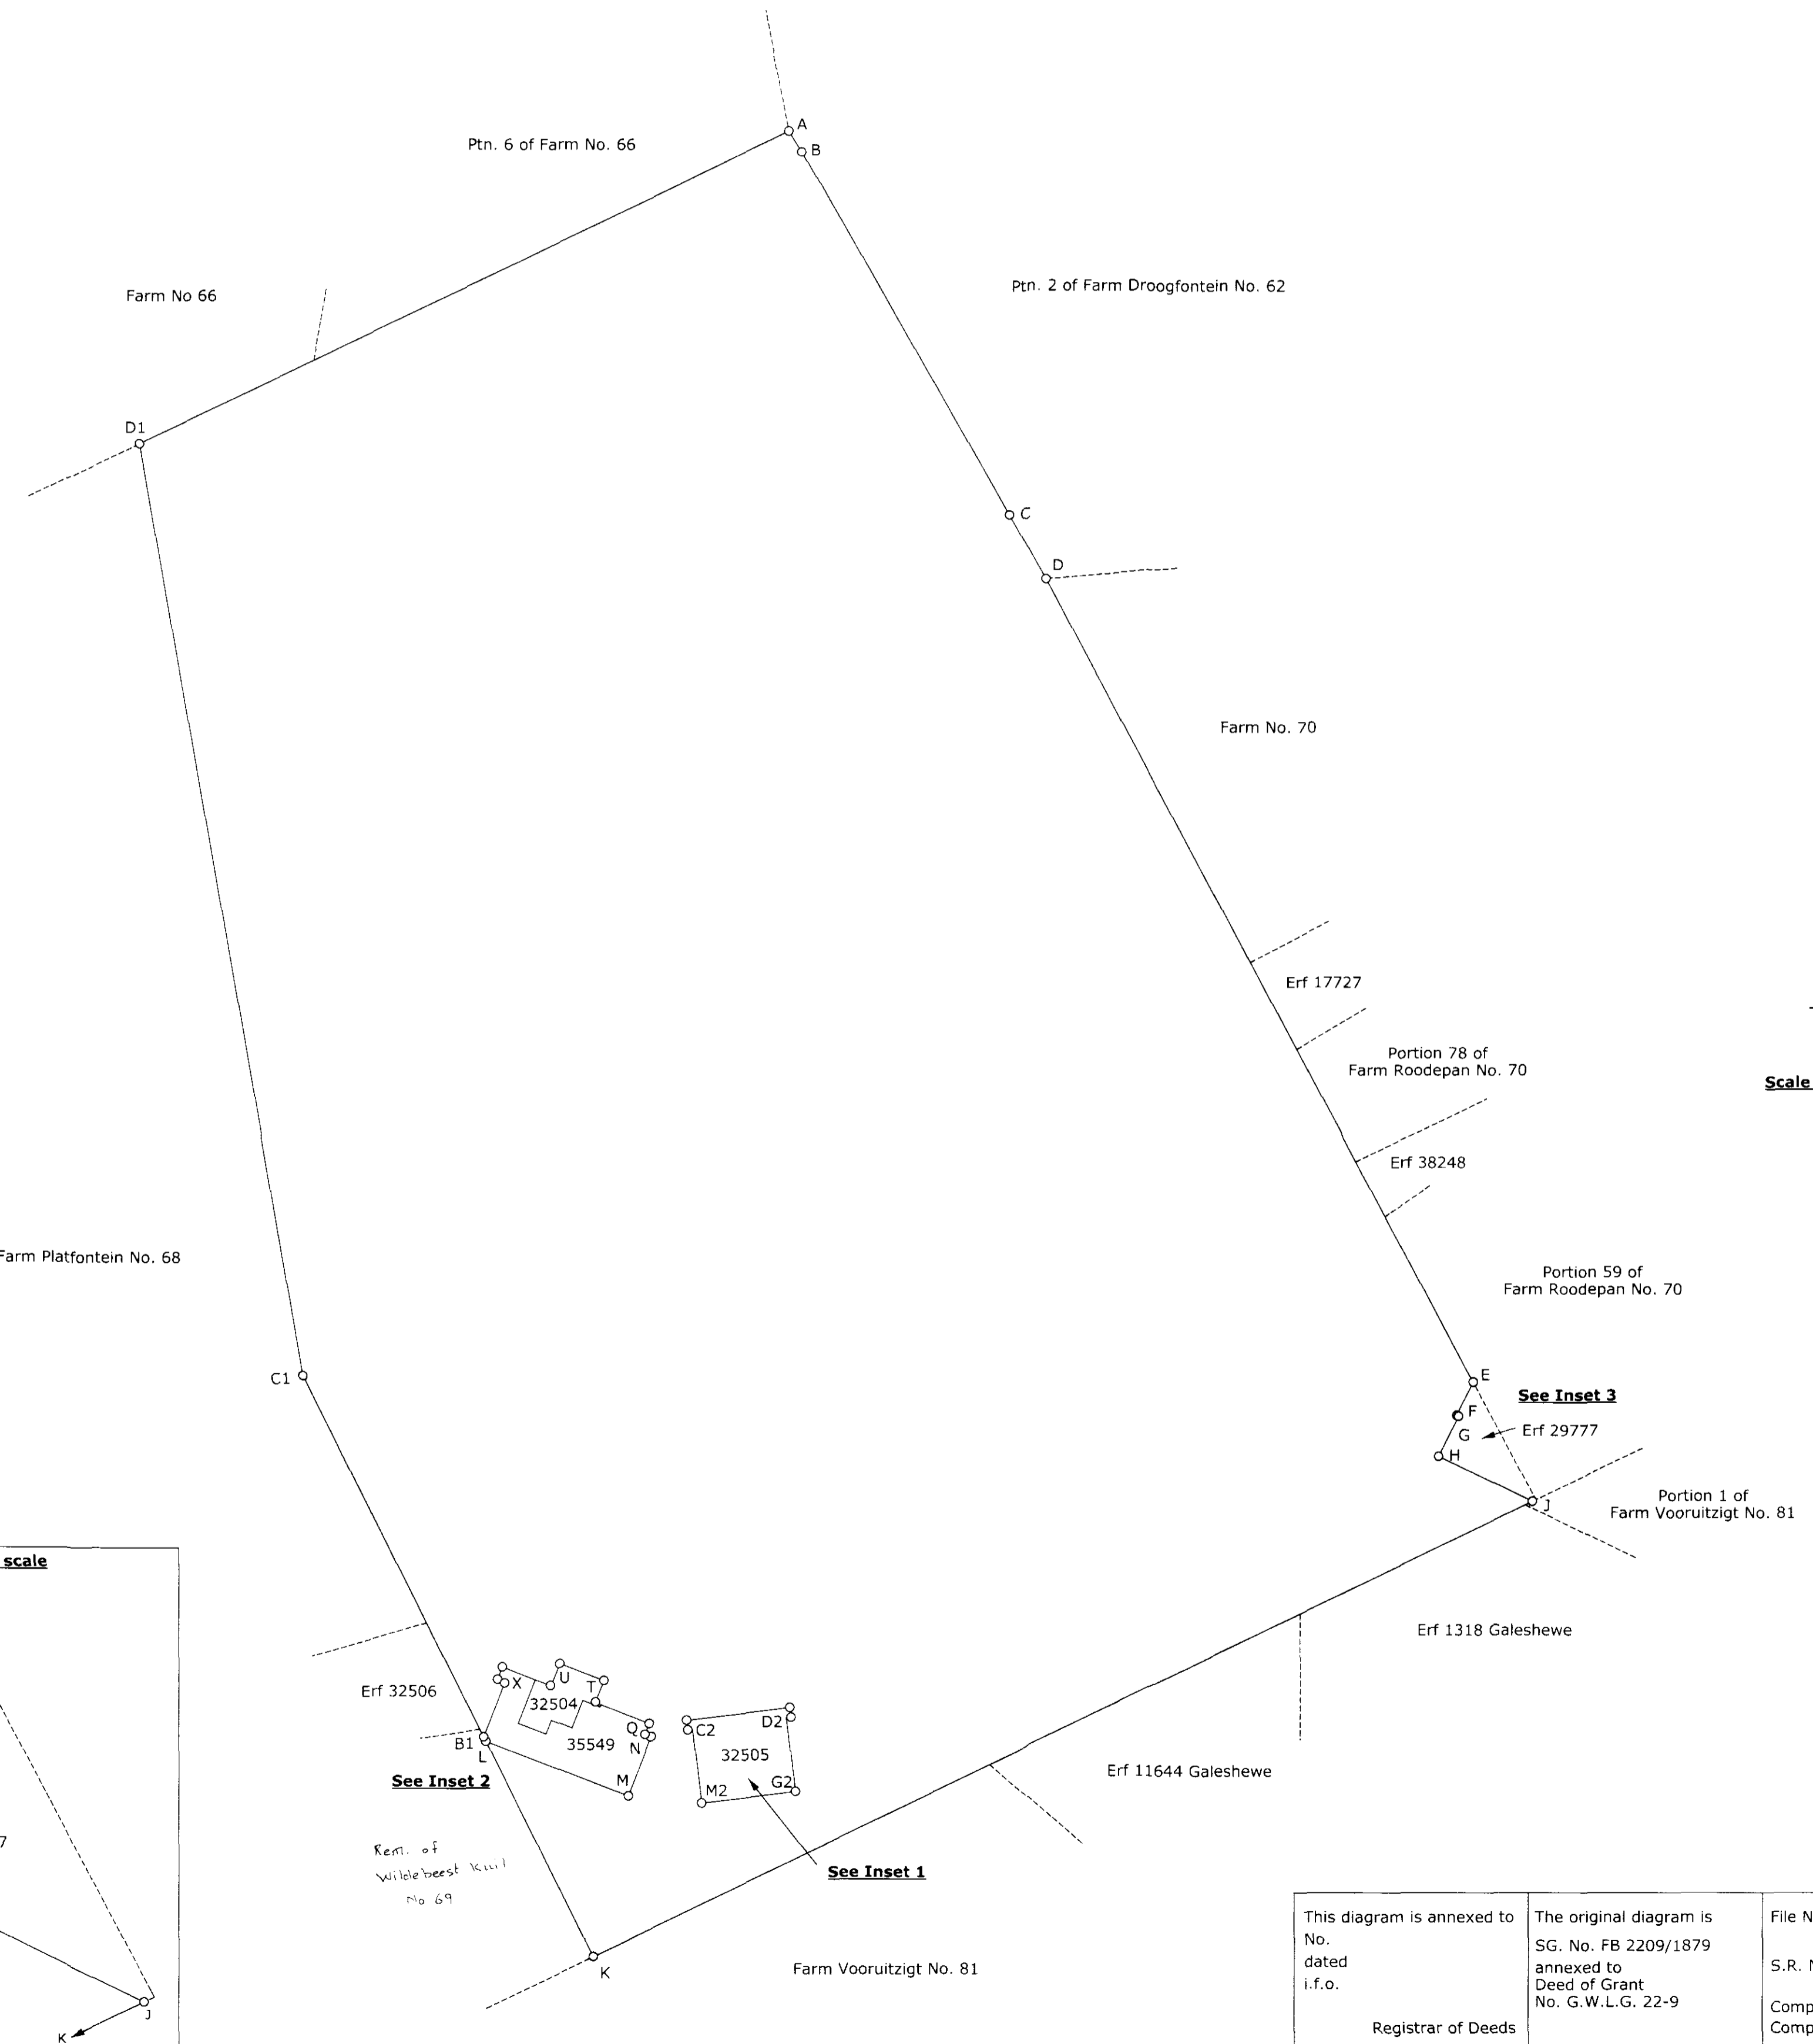 A
B
Ptn. 6 of Farm No. 66
Ptn. 2 of Farm Droogfontein No. 62
Farm No 66
D1
C
D
Farm No. 70
Erf 17727
Portion 78 of
Farm Roodepan No. 70
Scale
Erf 38248
Farm Platfontein No. 68
Portion 59 of
Farm Roodepan No. 70
C1
E
See Inset 3
F
G
Erf 29777
H
J
Portion 1 of
Farm Vooruitzigt No. 81
scale
Erf 1318 Galeshewe
Erf 32506
X
U
T
32504
Q
N
35549
B1
L
M
See Inset 2
C2
D2
32505
M2
G2
Erf 11644 Galeshewe
See Inset 1
Rem. of
Wildebeest Kuil
No 69
7
K
Farm Vooruitzigt No. 81
J
K
This diagram is annexed to
No.
dated
i.f.o.
Registrar of Deeds
The original diagram is
SG. No. FB 2209/1879
annexed to
Deed of Grant
No. G.W.L.G. 22-9
File N
S.R. N
Comp
Comp